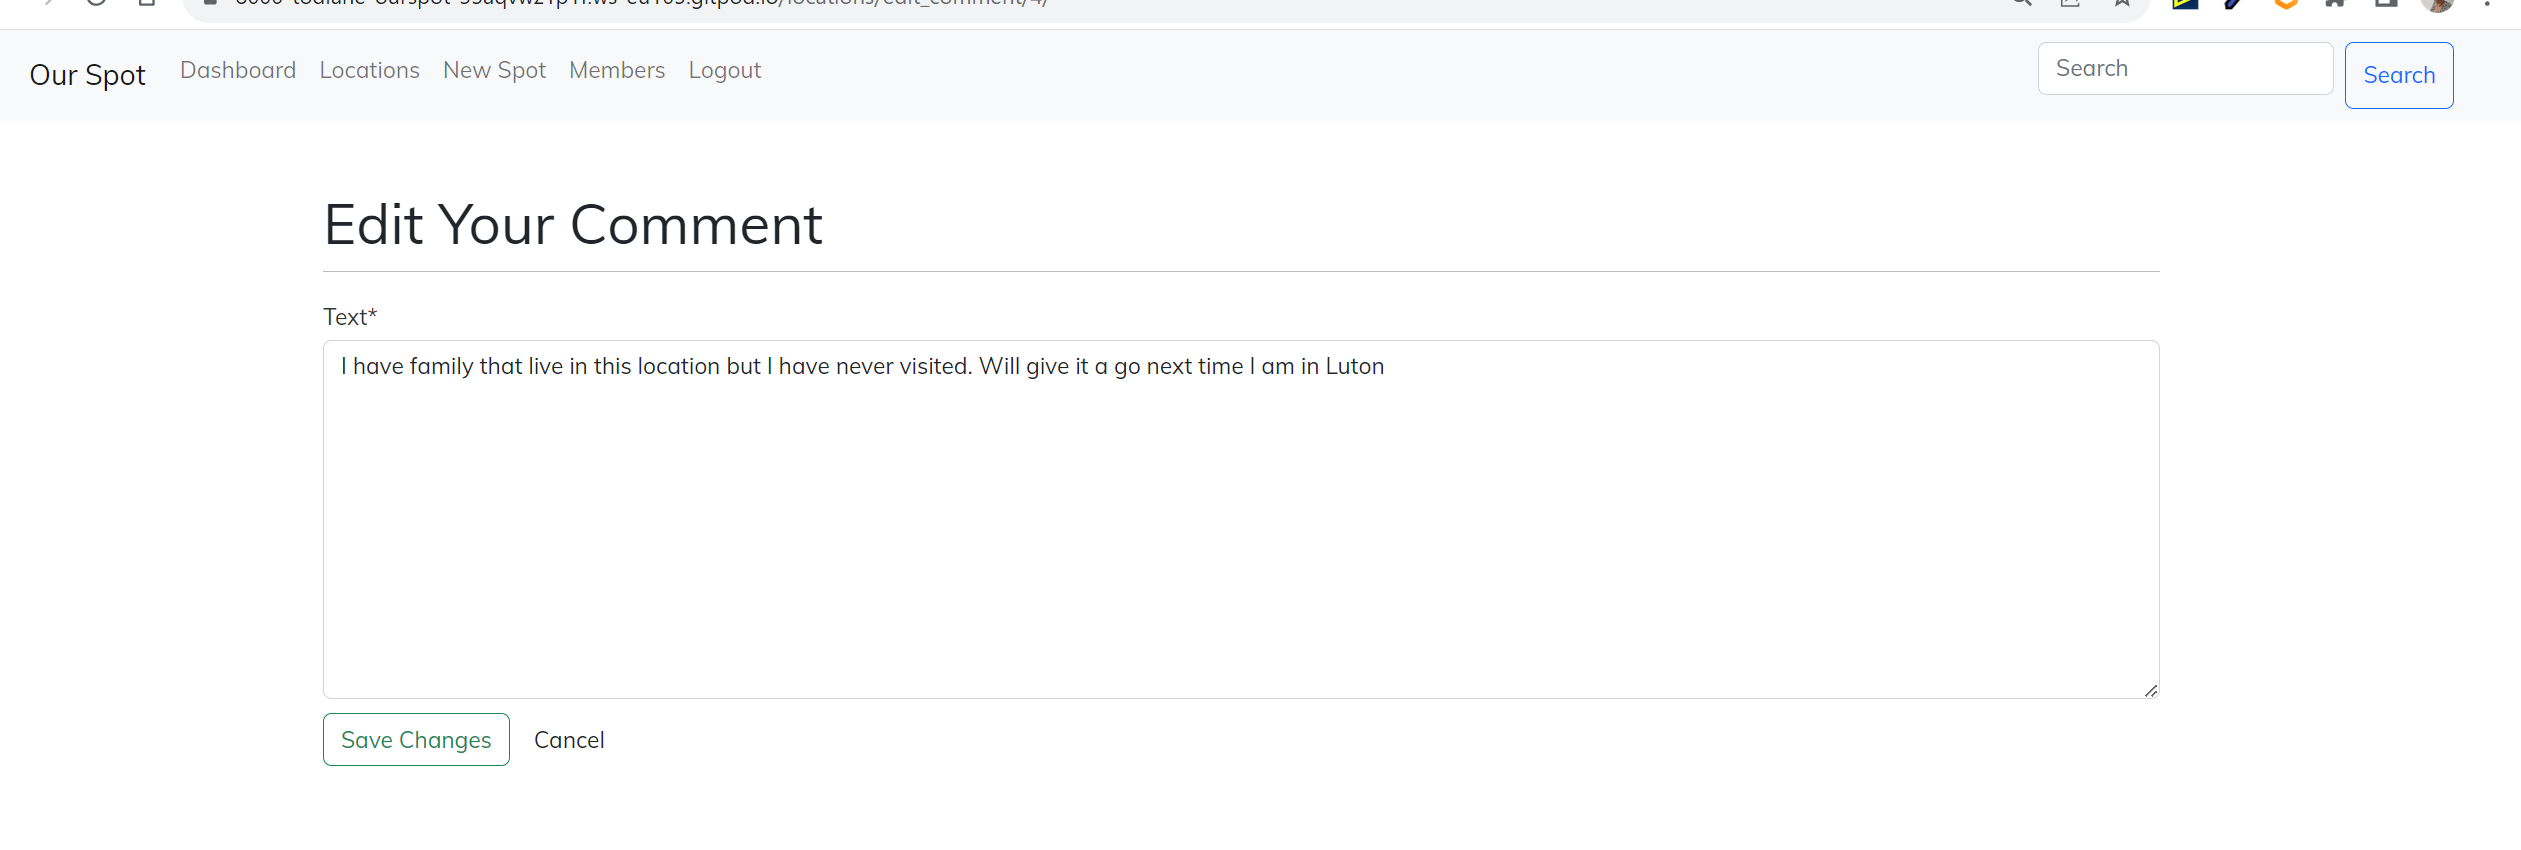 Our Spot Dashboard Locations New Spot Members Logout Search Search
Edit Your Comment
Text*
I have family that live in this location but I have never visited. Will give it a go next time I am in Luton
Save Changes Cancel